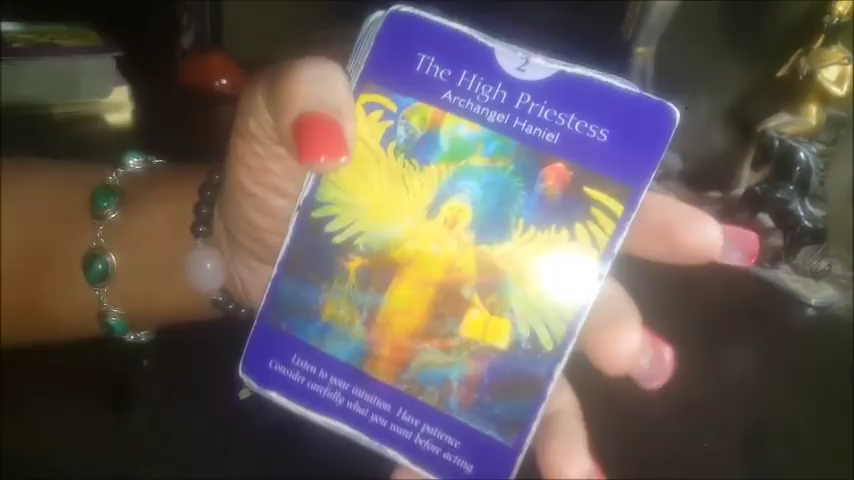 2
The High Priestess
Archangel Haniel
Listen to your intuition. Have patience.
Consider carefully what you want before acting.